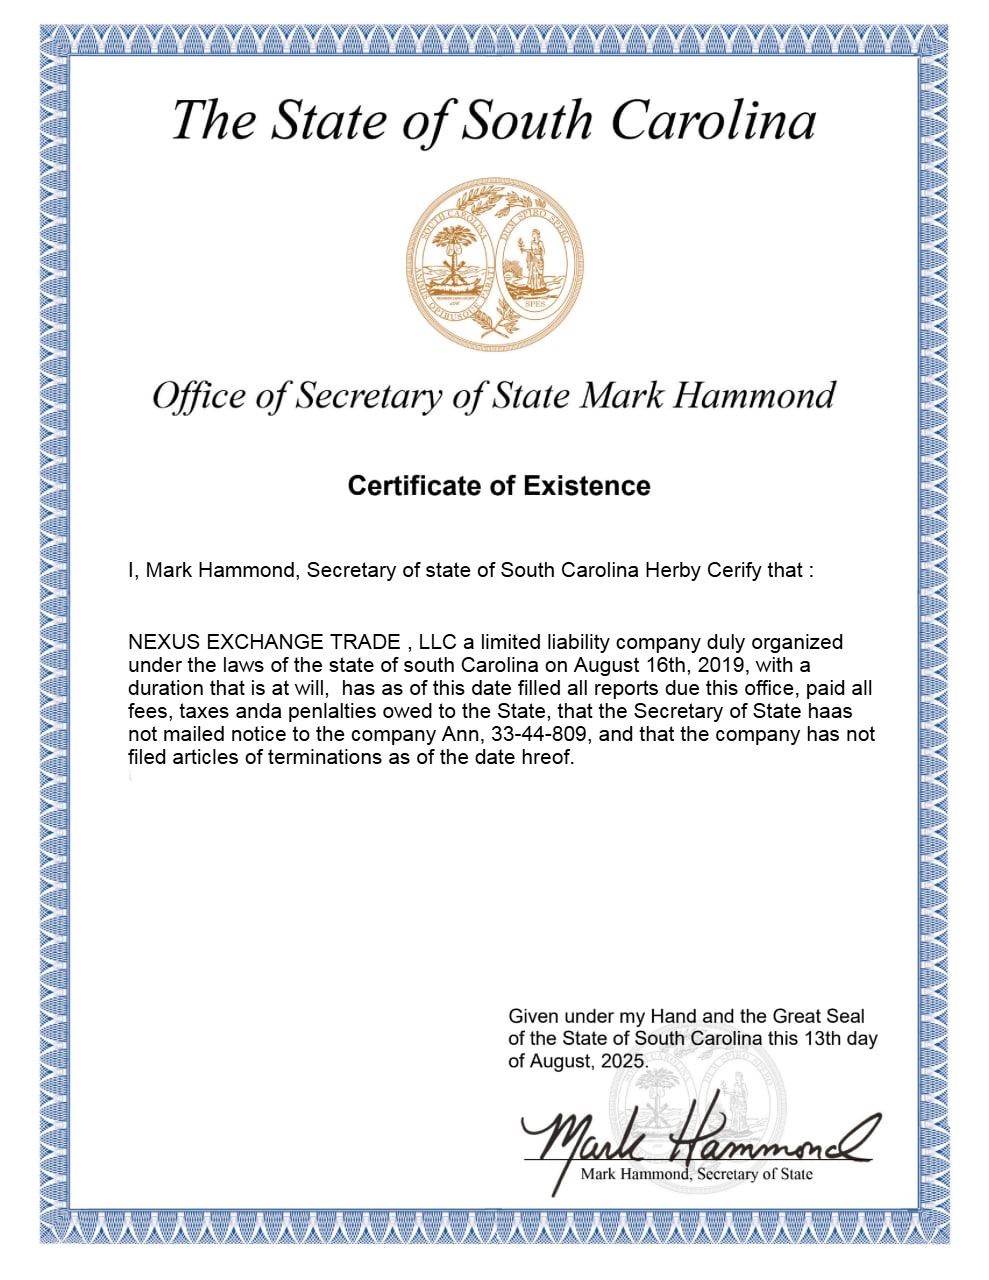 The State of South Carolina
SOUTH CAROLINA
DUM SPIRO SPERO
ANIMIS OPIBUSQUE PARATI
SPES
Office of Secretary of State Mark Hammond
Certificate of Existence
I, Mark Hammond, Secretary of state of South Carolina Herby Cerify that :
NEXUS EXCHANGE TRADE , LLC a limited liability company duly organized
under the laws of the state of south Carolina on August 16th, 2019, with a
duration that is at will,  has as of this date filled all reports due this office, paid all
fees, taxes anda penlalties owed to the State, that the Secretary of State haas
not mailed notice to the company Ann, 33-44-809, and that the company has not
filed articles of terminations as of the date hreof.
Given under my Hand and the Great Seal
of the State of South Carolina this 13th day
of August, 2025.
Mark Hammond
Mark Hammond, Secretary of State